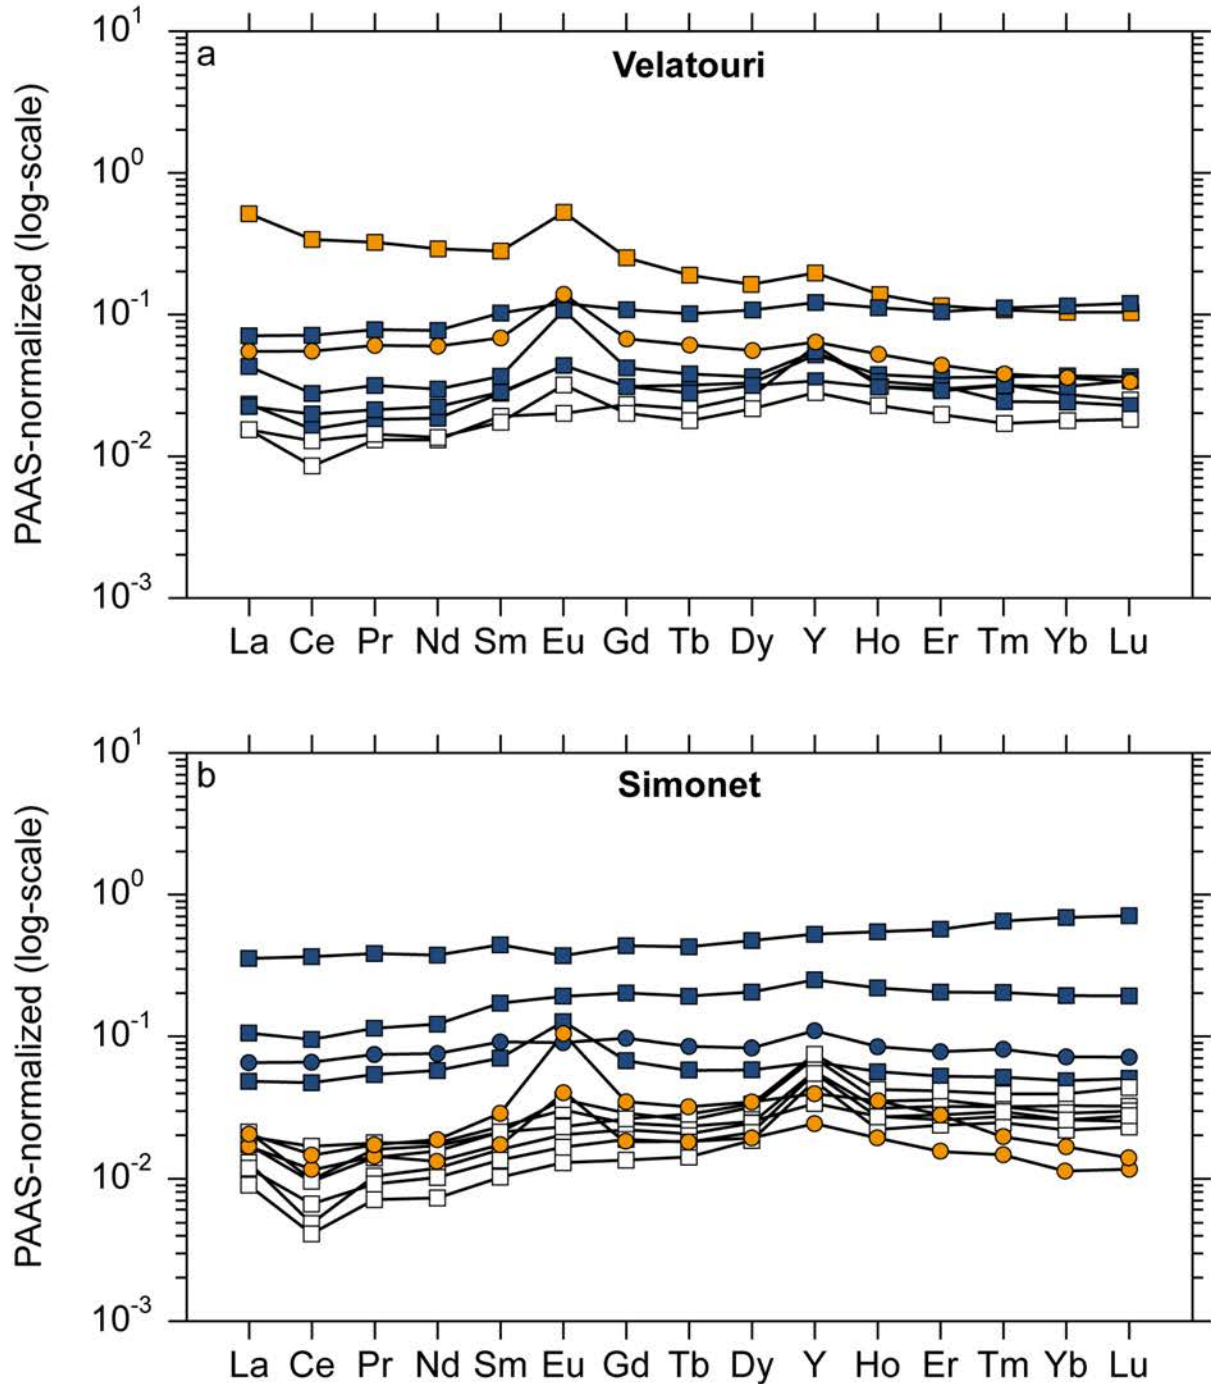 a
Velatouri
PAAS-normalized (log-scale)
10^1
10^0
10^-1
10^-2
10^-3
La Ce Pr Nd Sm Eu Gd Tb Dy Y Ho Er Tm Yb Lu
b
Simonet
PAAS-normalized (log-scale)
10^1
10^0
10^-1
10^-2
10^-3
La Ce Pr Nd Sm Eu Gd Tb Dy Y Ho Er Tm Yb Lu